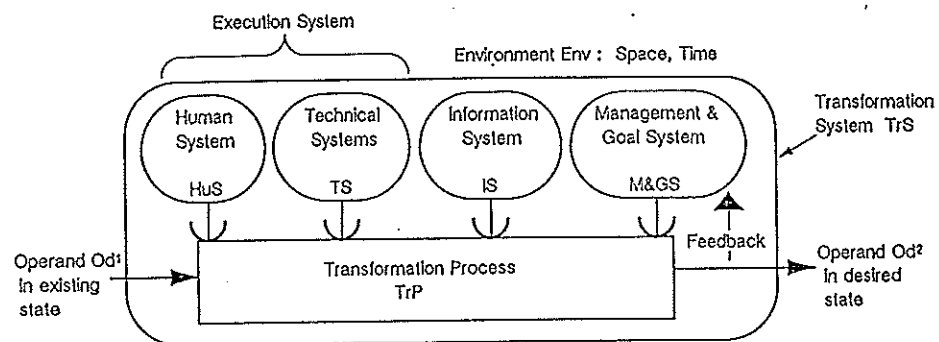 Execution System
Environment Env : Space, Time
Human
System
HuS
Technical
Systems
TS
Information
System
IS
Management &
Goal System
M&GS
Transformation
System TrS
Feedback
Operand Od¹
in existing
state
Transformation Process
TrP
Operand Od²
in desired
state